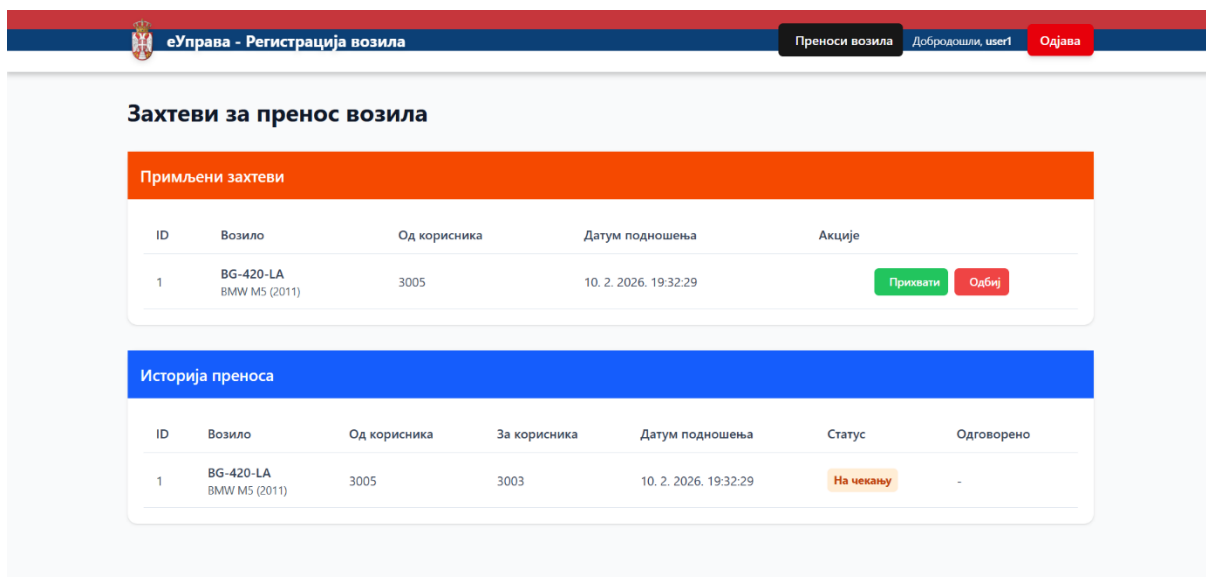 еУправа - Регистрација возила
Преноси возила
Добродошли, user1
Одјава
Захтеви за пренос возила
Примљени захтеви
ID Возило Од корисника Датум подношења Акције
1 BG-420-LA 3005 10. 2. 2026. 19:32:29 Прихвати Одбиј
BMW M5 (2011)
Историја преноса
ID Возило Од корисника За корисника Датум подношења Статус Одговорено
1 BG-420-LA 3005 3003 10. 2. 2026. 19:32:29 На чекању -
BMW M5 (2011)